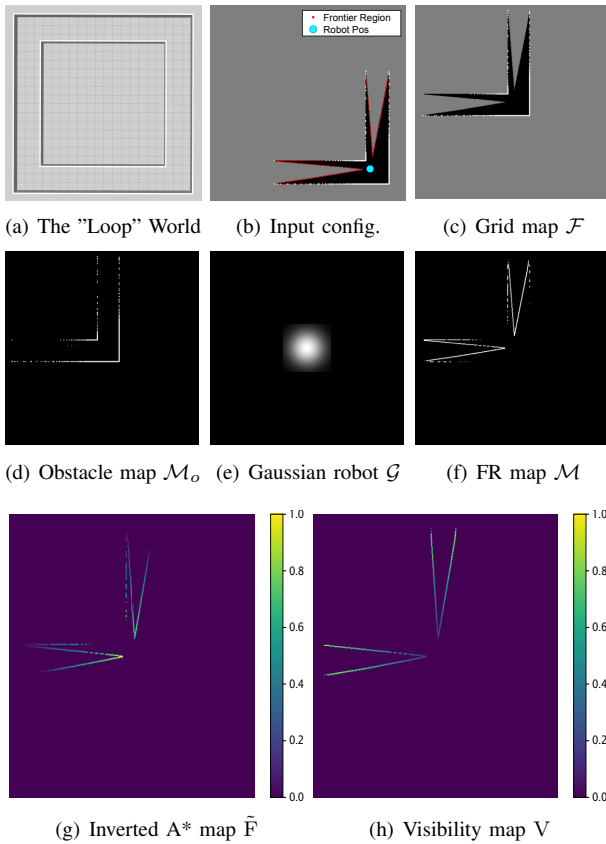 Frontier Region
Robot Pos
(a) The ”Loop” World
(b) Input config.
(c) Grid map F
(d) Obstacle map Mo
(e) Gaussian robot G
(f) FR map M
1.0
0.8
0.6
0.4
0.2
0.0
1.0
0.8
0.6
0.4
0.2
0.0
(g) Inverted A* map F̃
(h) Visibility map V